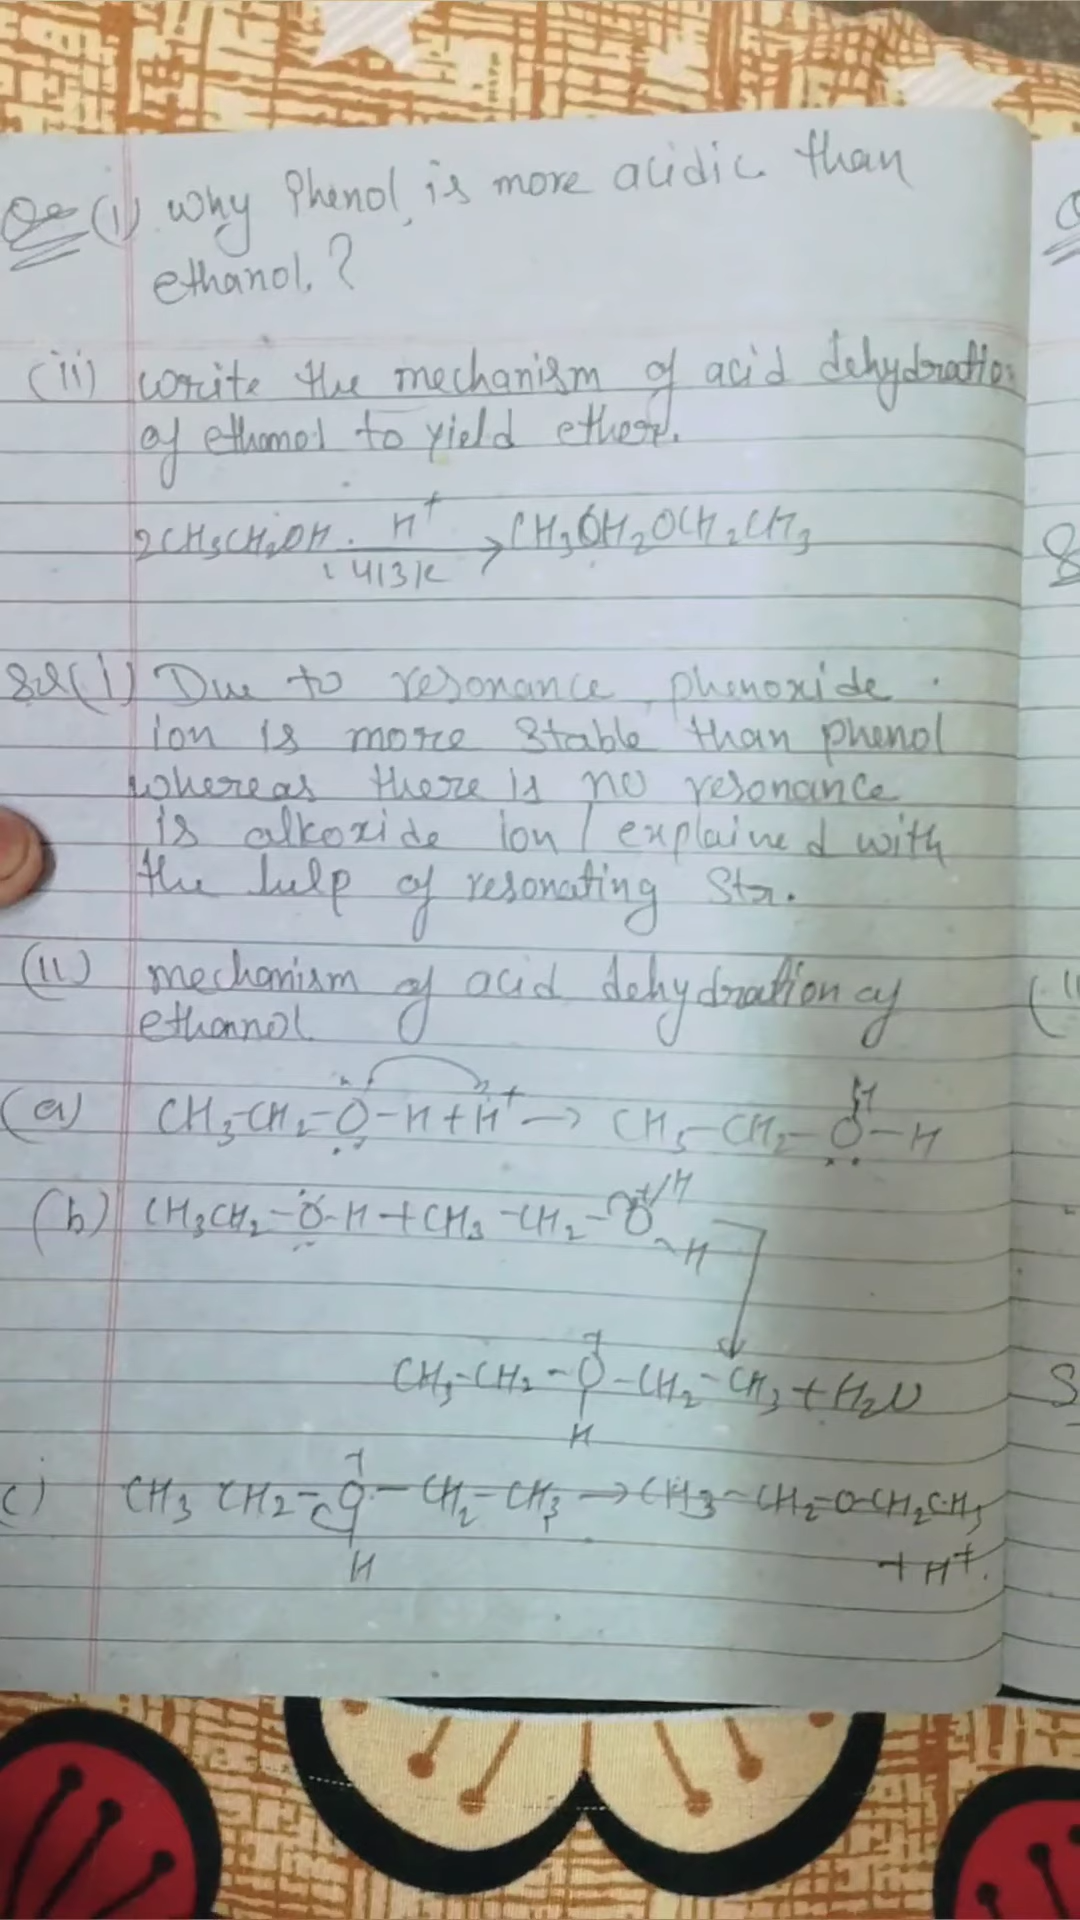 Qe (i) why Phenol is more acidic than
ethanol. ?
(ii) write the mechanism of acid dehydration
of ethanol to yield ether.
2CH3CH2OH H+ 413K → CH3CH2OCH2CH3
Sol(i) Due to resonance phenoxide
ion is more stable than phenol
whereas there is no resonance
is alkoxide ion / explained with
the help of resonating Str.
(ii) mechanism of acid dehydration of
ethannol
(a) CH3-CH2-O-H+H+ → CH3-CH2-O-H
H
(b) CH3CH2-O-H+CH3-CH2-O+
H
H
CH3-CH2-O+-CH2-CH3+H2O
H
c) CH3 CH2-O+-CH2-CH3→CH3-CH2-O-CH2CH3
H
+H+.